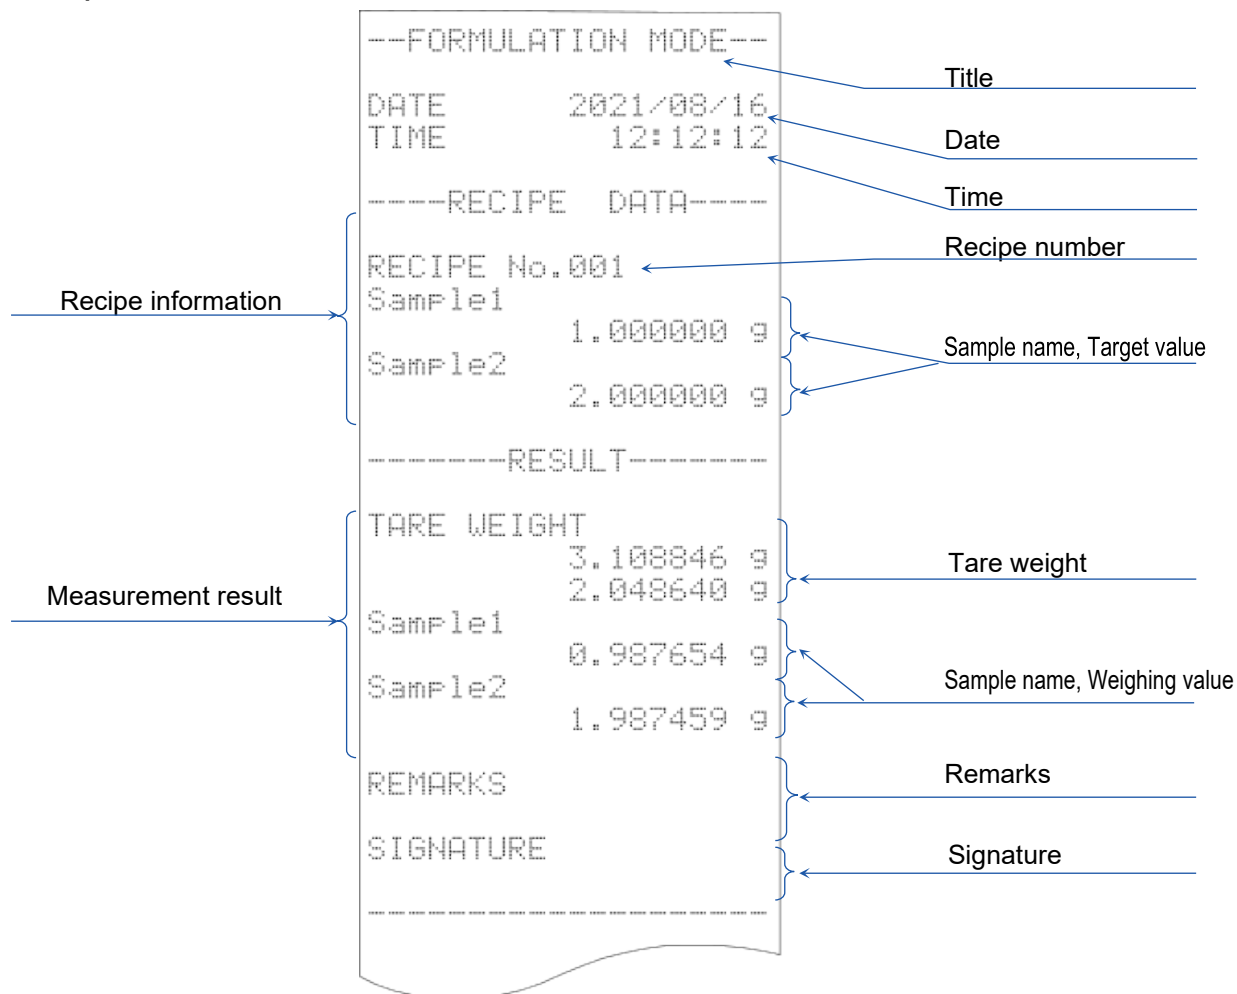 --FORMULATION MODE--
Title
DATE 2021/08/16
Date
TIME 12:12:12
Time
----RECIPE DATA----
Recipe number
RECIPE No.001
Recipe information
Sample1
1.000000 g
Sample name, Target value
Sample2
2.000000 g
-------RESULT-------
TARE WEIGHT
3.108846 g
Tare weight
2.048640 g
Measurement result
Sample1
0.987654 g
Sample name, Weighing value
Sample2
1.987459 g
Remarks
REMARKS
SIGNATURE
Signature
--------------------